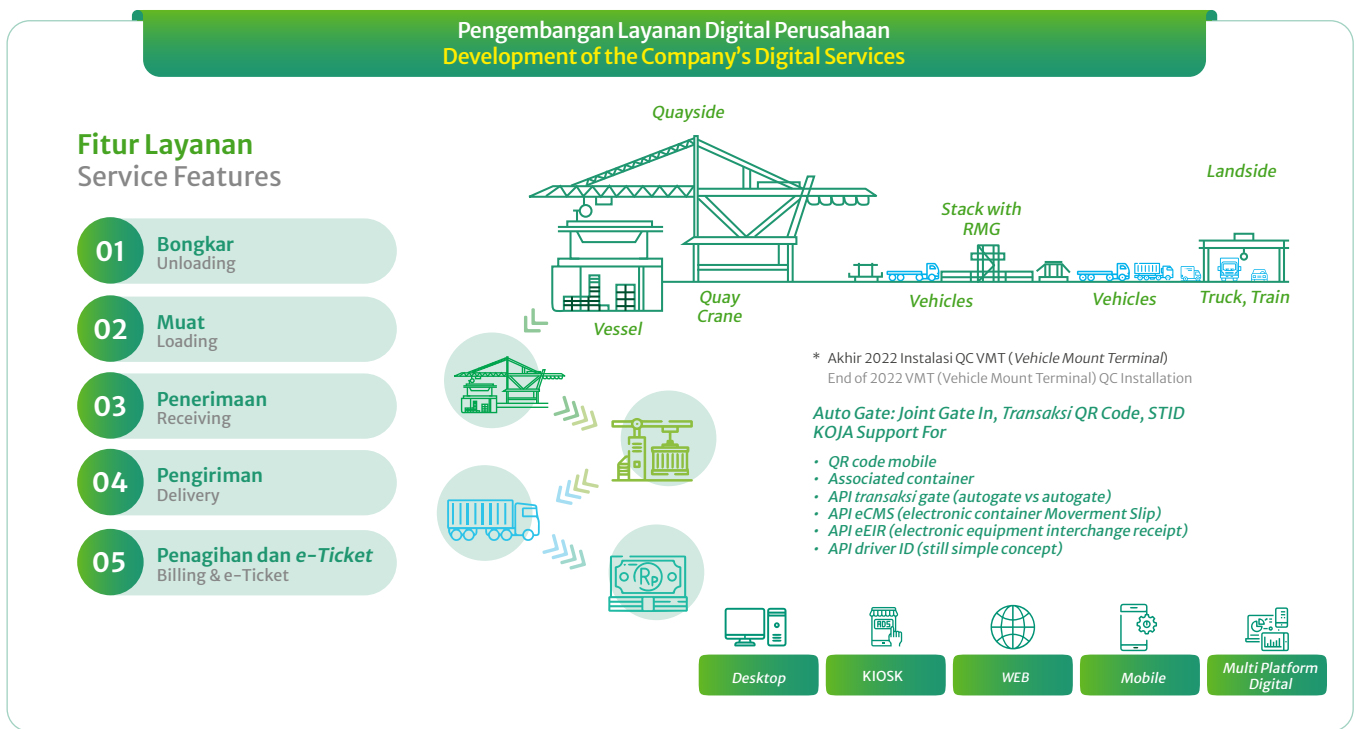 Pengembangan Layanan Digital Perusahaan
Development of the Company's Digital Services
Fitur Layanan
Service Features
01
Bongkar
Unloading
02
Muat
Loading
03
Penerimaan
Receiving
04
Pengiriman
Delivery
05
Penagihan dan e-Ticket
Billing & e-Ticket
Quayside
Landside
Stack with
RMG
Vessel
Quay
Crane
Vehicles
Vehicles
Truck, Train
* Akhir 2022 Instalasi QC VMT (Vehicle Mount Terminal)
End of 2022 VMT (Vehicle Mount Terminal) QC Installation
Auto Gate: Joint Gate In, Transaksi QR Code, STID
KOJA Support For
• QR code mobile
• Associated container
• API transaksi gate (autogate vs autogate)
• API eCMS (electronic container Moverment Slip)
• API eEIR (electronic equipment interchange receipt)
• API driver ID (still simple concept)
Rp
ADS
Desktop
KIOSK
WEB
Mobile
Multi Platform
Digital